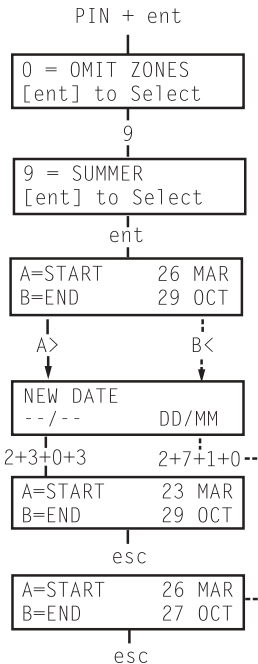 PIN + ent
0 = OMIT ZONES
[ent] to Select
9
9 = SUMMER
[ent] to Select
ent
A=START 26 MAR
B=END 29 OCT
A> B<
NEW DATE
--/-- DD/MM
2+3+0+3 2+7+1+0
A=START 23 MAR
B=END 29 OCT
esc
A=START 26 MAR
B=END 27 OCT
esc